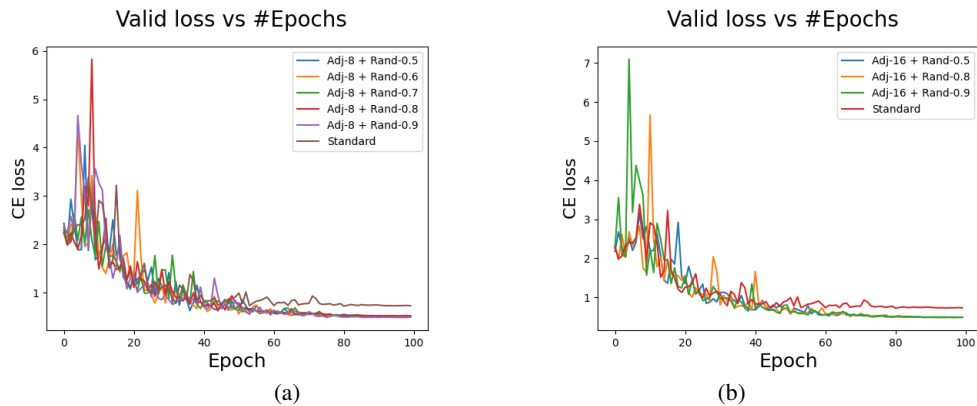 Valid loss vs #Epochs
CE loss
6
5
4
3
2
1
Adj-8 + Rand-0.5
Adj-8 + Rand-0.6
Adj-8 + Rand-0.7
Adj-8 + Rand-0.8
Adj-8 + Rand-0.9
Standard
0 20 40 60 80 100
Epoch
(a)
Valid loss vs #Epochs
CE loss
7
6
5
4
3
2
1
Adj-16 + Rand-0.5
Adj-16 + Rand-0.8
Adj-16 + Rand-0.9
Standard
0 20 40 60 80 100
Epoch
(b)